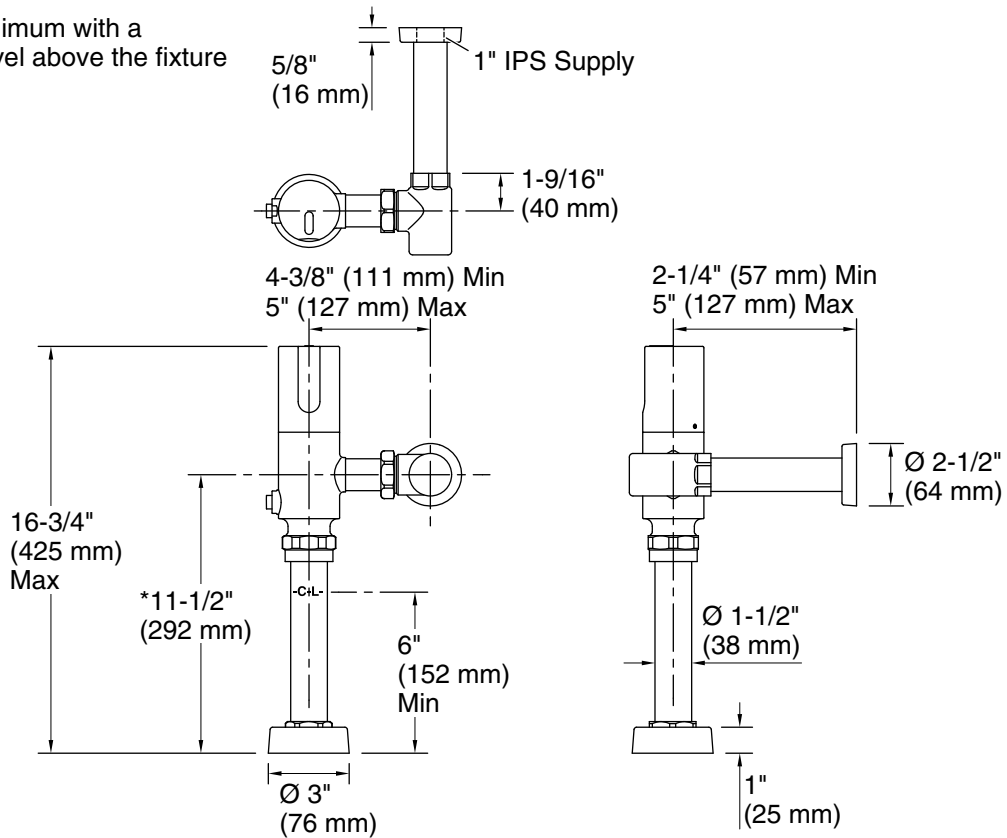 imum with a
vel above the fixture
5/8"
(16 mm)
1" IPS Supply
1-9/16"
(40 mm)
4-3/8" (111 mm) Min
5" (127 mm) Max
2-1/4" (57 mm) Min
5" (127 mm) Max
Ø 2-1/2"
(64 mm)
16-3/4"
(425 mm)
Max
*11-1/2"
(292 mm)
-C+L-
6"
(152 mm)
Min
Ø 1-1/2"
(38 mm)
Ø 3"
(76 mm)
1"
(25 mm)